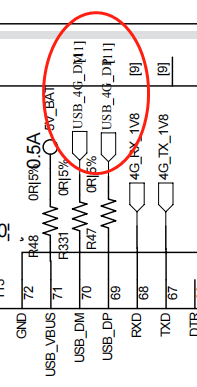 USB_4G_DM[11]
USB_4G_DP[11]
[9]
[9]
5V_BAT
4G_RX_1V8
4G_TX_1V8
0.5A
0R|5%
0R|5%
0R|5%
R48
R331
R47
72
71
70
69
68
67
GND
USB_VBUS
USB_DM
USB_DP
RXD
TXD
DTR